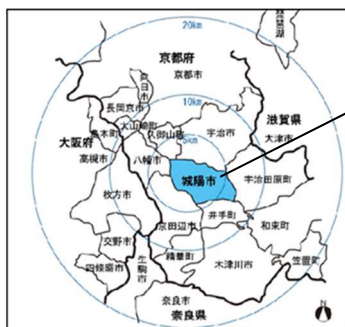 20km
京都府
京都市
向日市
長岡京市
10km
滋賀県
大山崎町
久御山町
宇治市
大津市
島本町
大阪府
5km
高槻市
八幡市
城陽市
宇治田原町
枚方市
井手町
京田辺市
和束町
交野市
精華町
生駒市
木津川市
笠置町
四條畷市
奈良市
奈良県
N